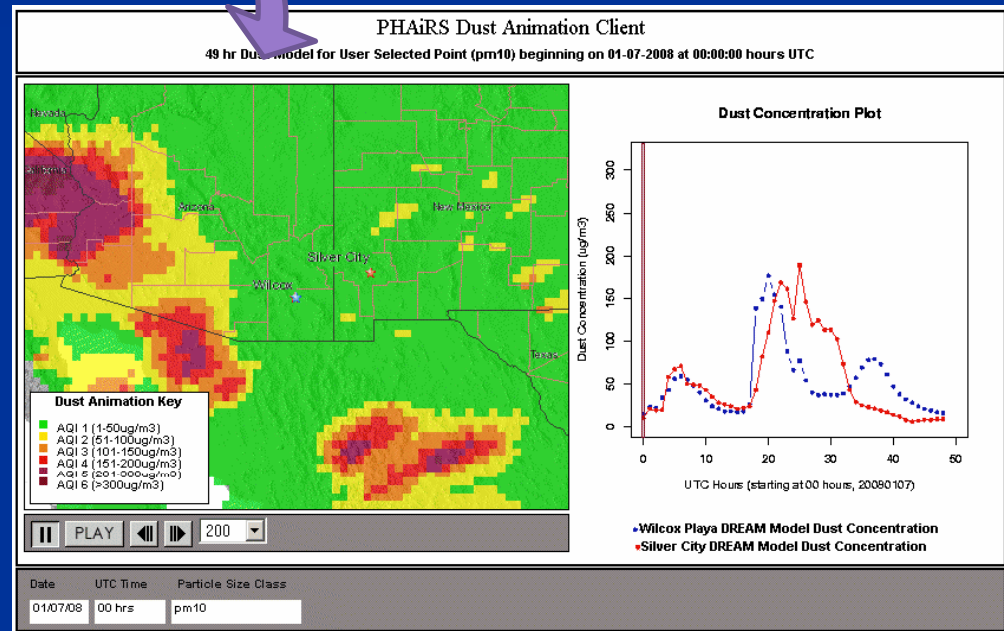 PHAiRS Dust Animation Client
49 hr Dust Model for User Selected Point (pm10) beginning on 01-07-2008 at 00:00:00 hours UTC
Nevada
Arizona
New Mexico
Silver City
Wilcox
Texas
Dust Animation Key
AQI 1 (1-50ug/m3)
AQI 2 (51-100ug/m3)
AQI 3 (101-150ug/m3)
AQI 4 (151-200ug/m3)
AQI 5 (201-300ug/m3)
AQI 6 (>300ug/m3)
PLAY
200
Dust Concentration Plot
Dust Concentration (ug/m3)
300
250
200
150
100
50
0
0 10 20 30 40 50
UTC Hours (starting at 00 hours, 20080107)
Wilcox Playa DREAM Model Dust Concentration
Silver City DREAM Model Dust Concentration
Date UTC Time Particle Size Class
01/07/08 00 hrs pm10